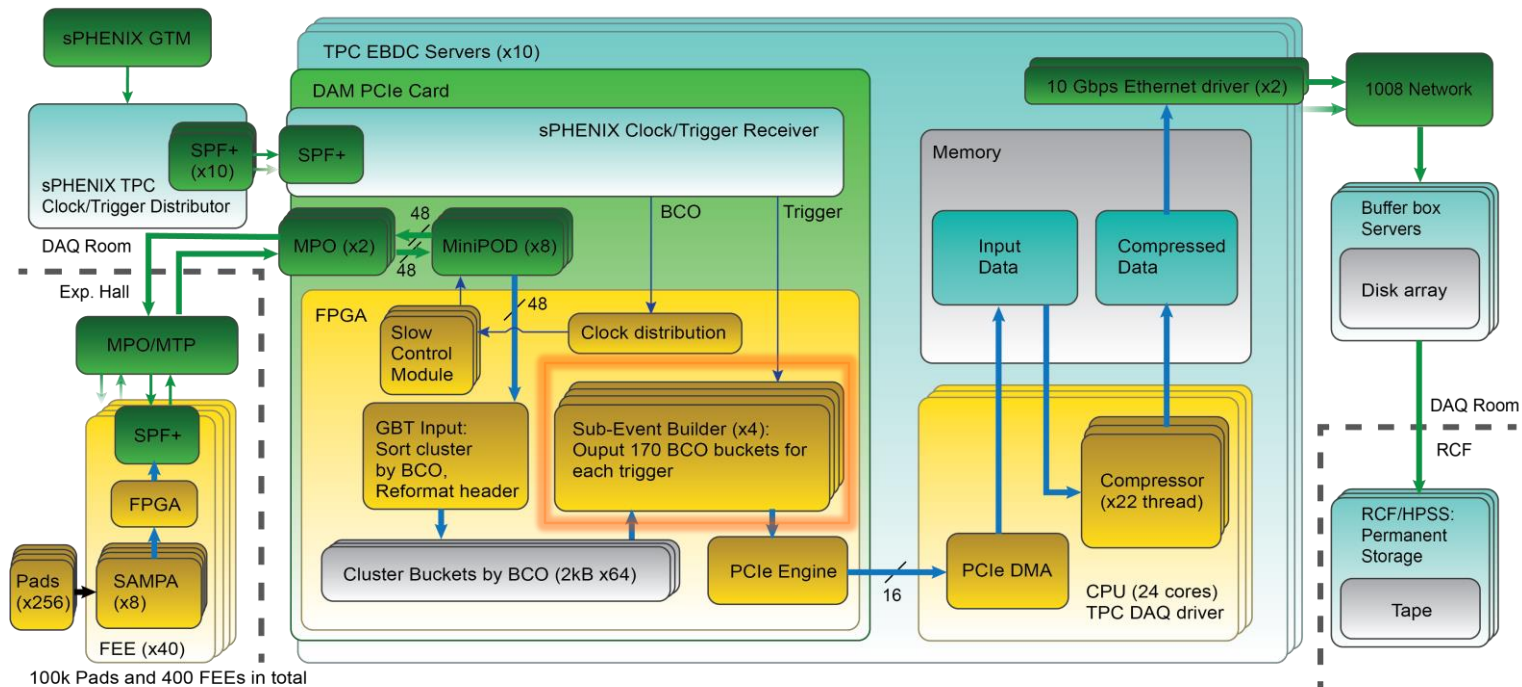 sPHENIX GTM
SPF+
(x10)
sPHENIX TPC
Clock/Trigger Distributor
DAQ Room
Exp. Hall
MPO/MTP
SPF+
FPGA
Pads
(x256)
SAMPA
(x8)
FEE (x40)
100k Pads and 400 FEEs in total
TPC EBDC Servers (x10)
DAM PCIe Card
sPHENIX Clock/Trigger Receiver
SPF+
BCO
Trigger
MPO (x2)
48
48
MiniPOD (x8)
48
FPGA
Slow
Control
Module
Clock distribution
GBT Input:
Sort cluster
by BCO,
Reformat header
Sub-Event Builder (x4):
Ouput 170 BCO buckets for
each trigger
Cluster Buckets by BCO (2kB x64)
PCIe Engine
16
10 Gbps Ethernet driver (x2)
Memory
Input
Data
Compressed
Data
Compressor
(x22 thread)
PCIe DMA
CPU (24 cores)
TPC DAQ driver
1008 Network
Buffer box
Servers
Disk array
DAQ Room
RCF
RCF/HPSS:
Permanent
Storage
Tape